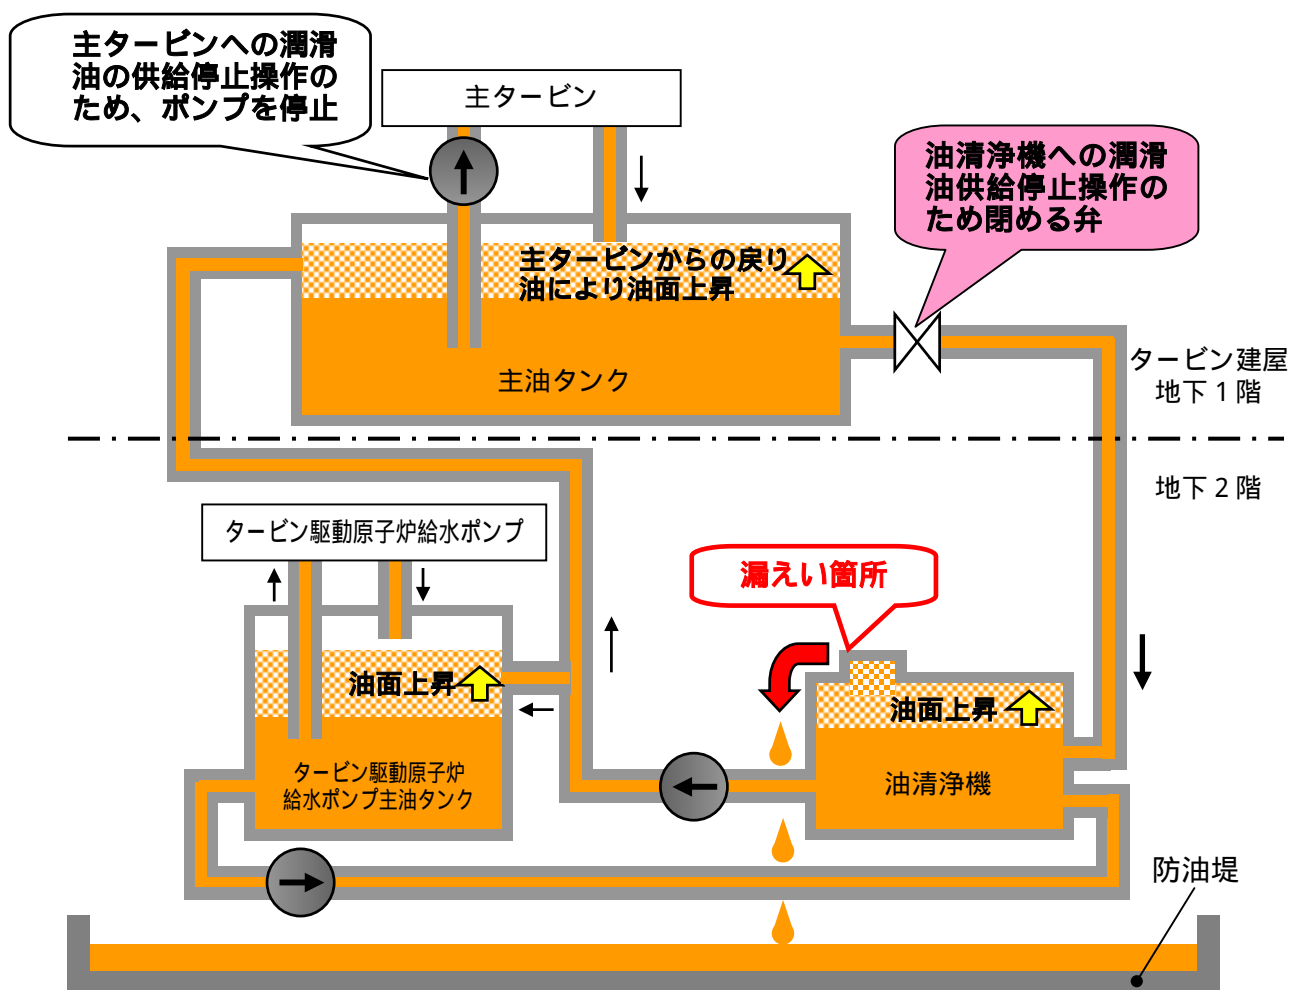 主タービンへの潤滑
油の供給停止操作の
ため、ポンプを停止
主タービン
油清浄機への潤滑
油供給停止操作の
ため閉める弁
主タービンからの戻り
油により油面上昇
主油タンク
タービン建屋
地下1階
地下2階
タービン駆動原子炉給水ポンプ
漏えい箇所
油面上昇
油面上昇
タービン駆動原子炉
給水ポンプ主油タンク
油清浄機
防油堤